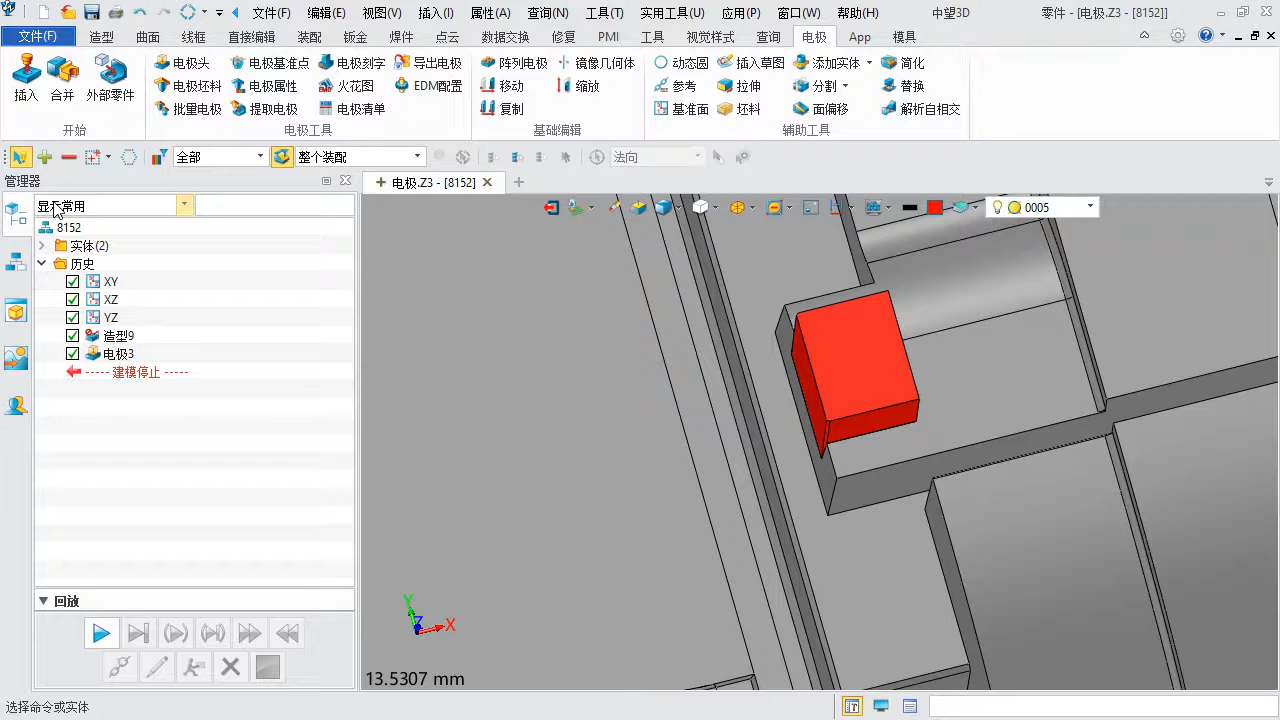 文件(F) 编辑(E) 视图(V) 插入(I) 属性(A) 查询(N) 工具(T) 实用工具(U) 应用(P) 窗口(W) 帮助(H) 中望3D 零件 - [电极.Z3 - [8152]]
文件(F) 造型 曲面 线框 直接编辑 装配 钣金 焊件 点云 数据交换 修复 PMI 工具 视觉样式 查询 电极 App 模具
电极头 电极基准点 电极刻字 导出电极 阵列电极 镜像几何体 动态圆 插入草图 添加实体 简化
插入 合并 外部零件 电极坯料 电极属性 火花图 EDM配置 移动 缩放 参考 拉伸 分割 替换
批量电极 提取电极 电极清单 复制 基准面 坯料 面偏移 解析自相交
开始 电极工具 基础编辑 辅助工具
全部 整个装配 法向
管理器 电极.Z3 - [8152]
显示常用 0005
8152
实体(2)
历史
XY
XZ
YZ
造型9
电极3
----- 建模停止 -----
回放
Y
Z
X
13.5307 mm
选择命令或实体